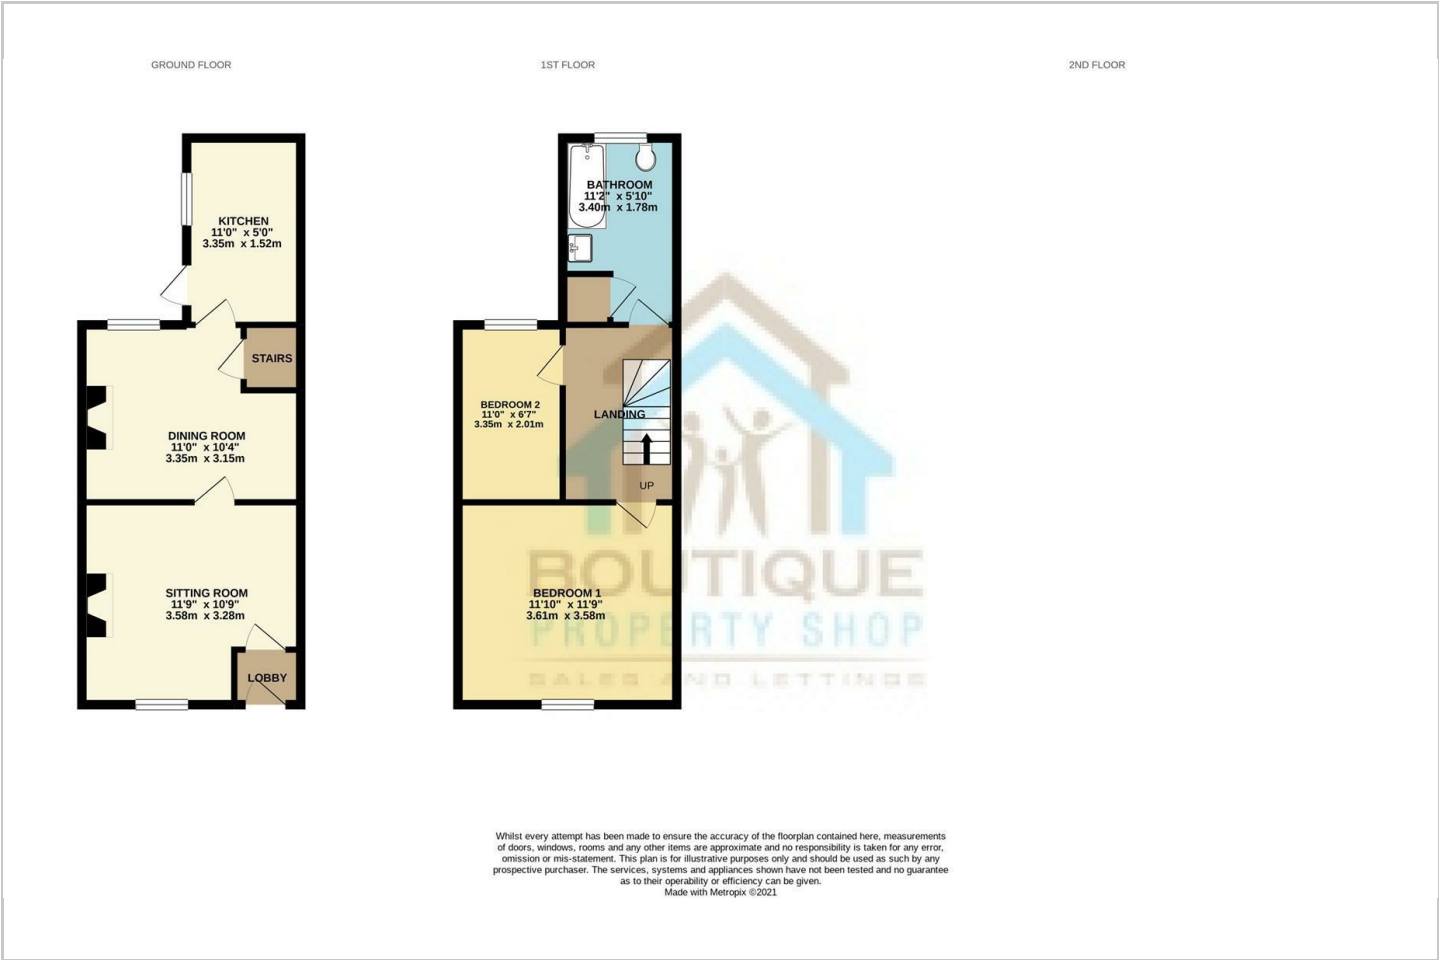 GROUND FLOOR
1ST FLOOR
2ND FLOOR
KITCHEN
11'0" x 5'0"
3.35m x 1.52m
STAIRS
DINING ROOM
11'0" x 10'4"
3.35m x 3.15m
SITTING ROOM
11'9" x 10'9"
3.58m x 3.28m
LOBBY
BATHROOM
11'2" x 5'10"
3.40m x 1.78m
BEDROOM 2
11'0" x 6'7"
3.35m x 2.01m
LANDING
UP
BEDROOM 1
11'10" x 11'9"
3.61m x 3.58m
BOUTIQUE
PROPERTY SHOP
SALES AND LETTINGS
Whilst every attempt has been made to ensure the accuracy of the floorplan contained here, measurements
of doors, windows, rooms and any other items are approximate and no responsibility is taken for any error,
omission or mis-statement. This plan is for illustrative purposes only and should be used as such by any
prospective purchaser. The services, systems and appliances shown have not been tested and no guarantee
as to their operability or efficiency can be given.
Made with Metropix ©2021